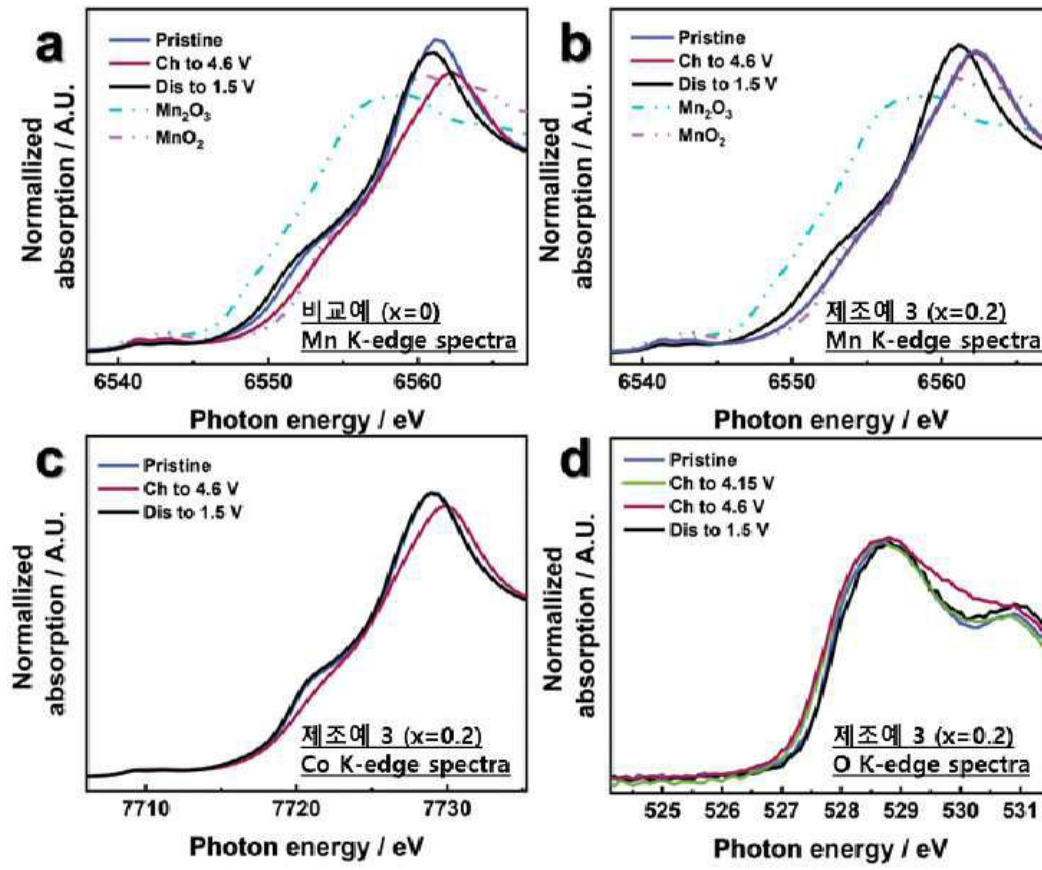 a
Pristine
Ch to 4.6 V
Dis to 1.5 V
Mn₂O₃
MnO₂
Normallized
absorption / A.U.
비교예 (x=0)
Mn K-edge spectra
6540
6550
6560
Photon energy / eV
b
Pristine
Ch to 4.6 V
Dis to 1.5 V
Mn₂O₃
MnO₂
Normallized
absorption / A.U.
제조예 3 (x=0.2)
Mn K-edge spectra
6540
6550
6560
Photon energy / eV
c
Pristine
Ch to 4.6 V
Dis to 1.5 V
Normallized
absorption / A.U.
제조예 3 (x=0.2)
Co K-edge spectra
7710
7720
7730
Photon energy / eV
d
Pristine
Ch to 4.15 V
Ch to 4.6 V
Dis to 1.5 V
Normallized
absorption / A.U.
제조예 3 (x=0.2)
O K-edge spectra
525
526
527
528
529
530
531
Photon energy / eV